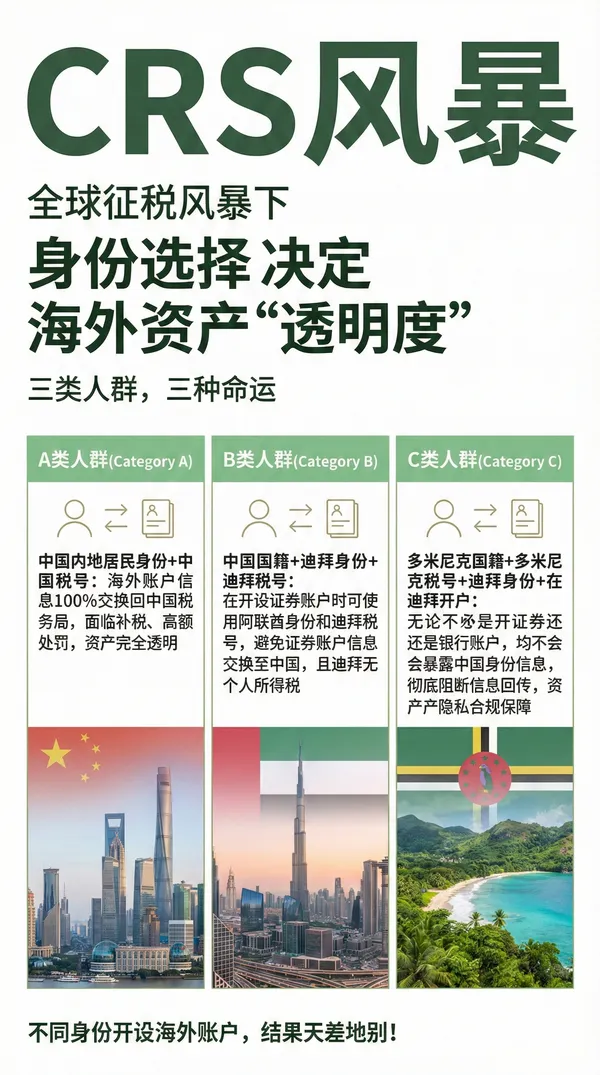 CRS风暴
全球征税风暴下
身份选择 决定
海外资产“透明度”
三类人群，三种命运
A类人群(Category A)
中国内地居民身份+中
国税号：海外账户信
息100%交换回中国税
务局，面临补税、高额
处罚，资产完全透明
B类人群(Category B)
中国国籍+迪拜身份+
迪拜税号：
在开设证券账户时可使
用阿联酋身份和迪拜税
号，避免证券账户信息
交换至中国，且迪拜无
个人所得税
C类人群(Category C)
多米尼克国籍+多米尼
克税号+迪拜身份+在
迪拜开户：
无论不必是开证券还
还是银行账户，均不会
会暴露中国身份信息，
彻底阻断信息回传，资
产产隐私合规保障
不同身份开设海外账户，结果天差地别！